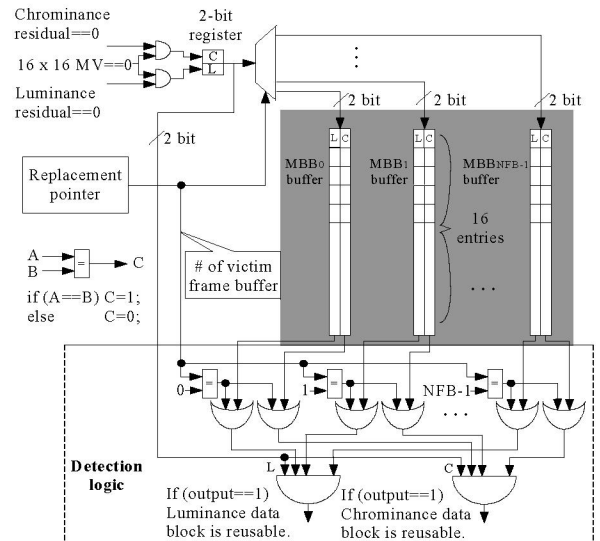 Chrominance
residual==0
16 x 16 MV==0
Luminance
residual==0
2-bit
register
C
L
2 bit
2 bit
2 bit
2 bit
Replacement
pointer
L C
L C
L C
MBB0
buffer
MBB1
buffer
MBBNFB-1
buffer
16
entries
A
B
=
C
if (A==B) C=1;
else C=0;
# of victim
frame buffer
0
=
1
=
NFB-1
=
Detection
logic
L
C
If (output==1)
Luminance data
block is reusable.
If (output==1)
Chrominance data
block is reusable.